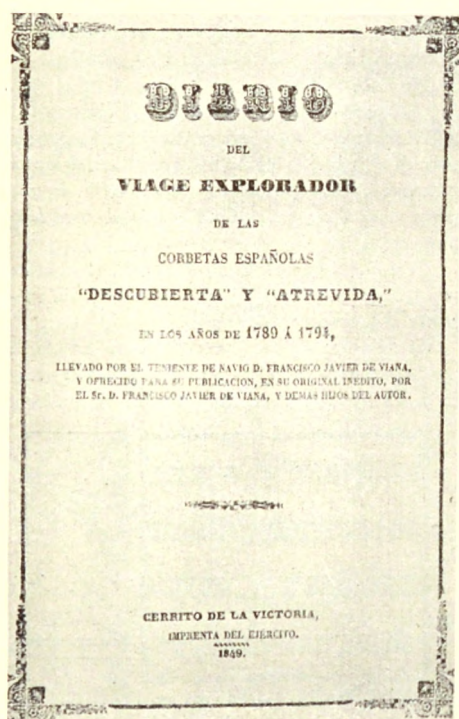 DIARIO
DEL
VIAGE EXPLORADOR
DE LAS
CORBETAS ESPAÑOLAS
“DESCUBIERTA” Y “ATREVIDA,”
EN LOS AÑOS DE 1789 Á 1794,
LLEVADO POR EL TENIENTE DE NAVIO D. FRANCISCO JAVIER DE VIANA,
Y OFRECIDO PARA SU PUBLICACION, EN SU ORIGINAL INEDITO, POR
EL Sr. D. FRANCISCO JAVIER DE VIANA, Y DEMAS HIJOS DEL AUTOR.
CERRITO DE LA VICTORIA,
IMPRENTA DEL EJÉRCITO.
1849.